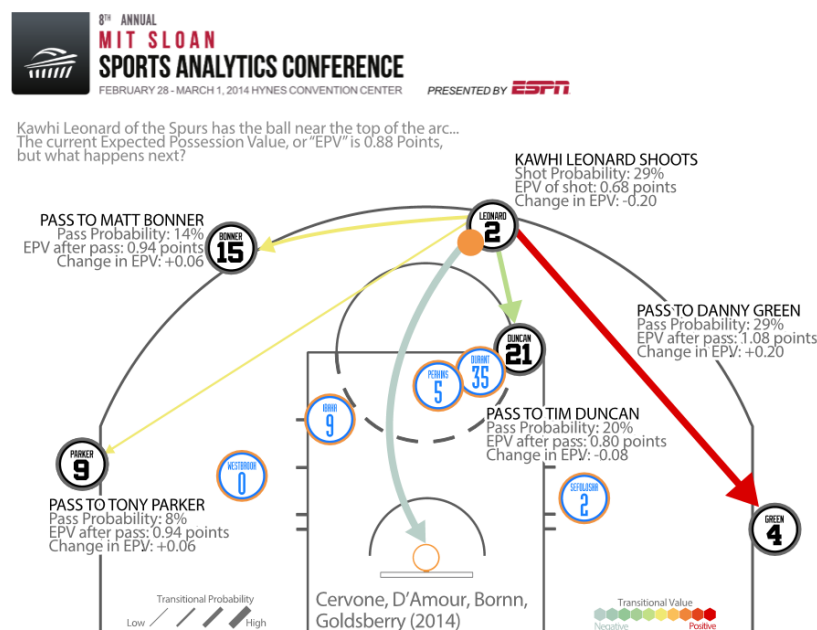 8TH ANNUAL
MIT SLOAN
SPORTS ANALYTICS CONFERENCE
FEBRUARY 28 - MARCH 1, 2014 HYNES CONVENTION CENTER
PRESENTED BY ESPN
Kawhi Leonard of the Spurs has the ball near the top of the arc...
The current Expected Possession Value, or "EPV" is 0.88 Points,
but what happens next?
KAWHI LEONARD SHOOTS
Shot Probability: 29%
EPV of shot: 0.68 points
Change in EPV: -0.20
PASS TO MATT BONNER
Pass Probability: 14%
EPV after pass: 0.94 points
Change in EPV: +0.06
BONNER
15
LEONARD
2
PASS TO DANNY GREEN
Pass Probability: 29%
EPV after pass: 1.08 points
Change in EPV: +0.20
DUNCAN
21
DURANT
35
PERKINS
5
IBAKA
9
PASS TO TIM DUNCAN
Pass Probability: 20%
EPV after pass: 0.80 points
Change in EPV: -0.08
PARKER
9
WESTBROOK
0
SEFOLOSHA
2
GREEN
4
PASS TO TONY PARKER
Pass Probability: 8%
EPV after pass: 0.94 points
Change in EPV: +0.06
Transitional Probability
Low
High
Cervone, D'Amour, Bornn,
Goldsberry (2014)
Transitional Value
Negative
Positive